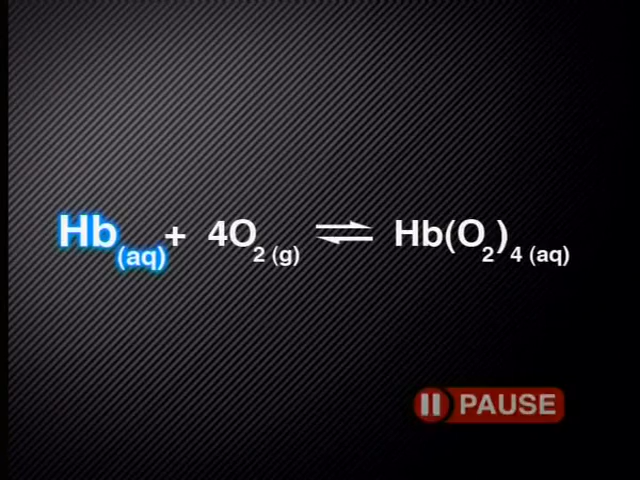 Hb(aq) + 4O2 (g) ⇌ Hb(O2)4 (aq)
PAUSE